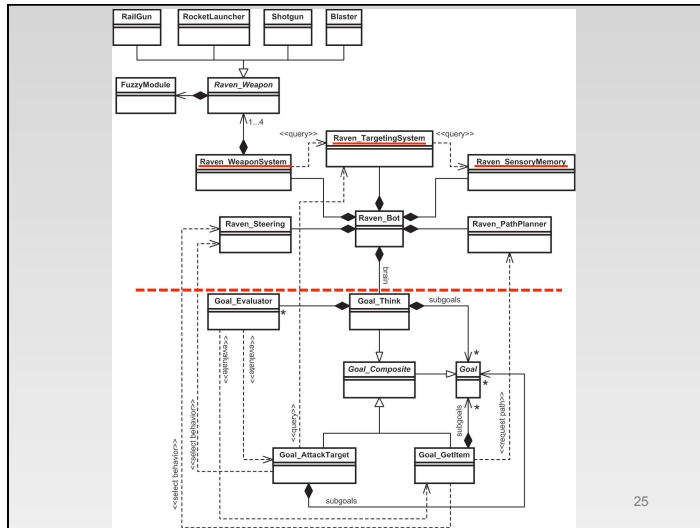 RailGun RocketLauncher Shotgun Blaster
FuzzyModule Raven_Weapon
1...4
<<query>> Raven_TargetingSystem <<query>>
Raven_WeaponSystem Raven_SensoryMemory
Raven_Steering Raven_Bot Raven_PathPlanner
brain
Goal_Evaluator * Goal_Think subgoals
*
<<evaluate>>
<<evaluate>>
Goal_Composite Goal
*
*
subgoals
<<request path>>
<<query>>
<<select behavior>>
<<select behavior>>
Goal_AttackTarget Goal_GetItem
subgoals
25